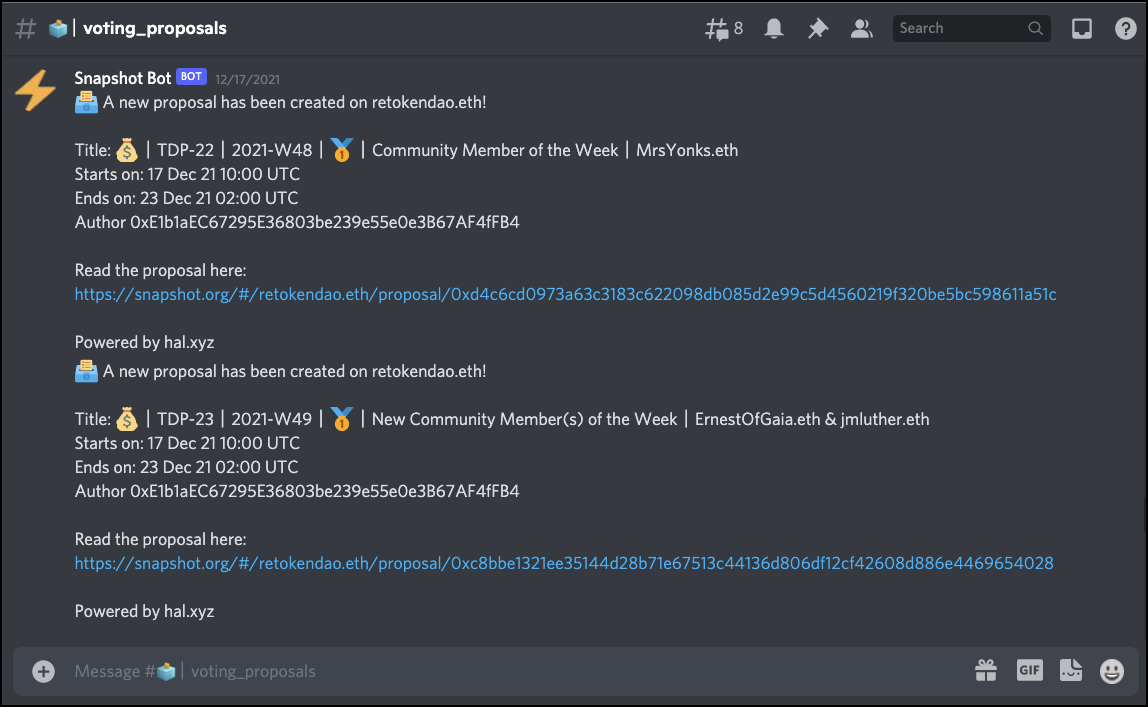 # 🗳️ | voting_proposals
8
Search
Snapshot Bot BOT 12/17/2021
🗳️ A new proposal has been created on retokendao.eth!
Title: 💰 | TDP-22 | 2021-W48 | 🏅 | Community Member of the Week | MrsYonks.eth
Starts on: 17 Dec 21 10:00 UTC
Ends on: 23 Dec 21 02:00 UTC
Author 0xE1b1aEC67295E36803be239e55e0e3B67AF4fFB4
Read the proposal here:
https://snapshot.org/#/retokendao.eth/proposal/0xd4c6cd0973a63c3183c622098db085d2e99c5d4560219f320be5bc598611a51c
Powered by hal.xyz
🗳️ A new proposal has been created on retokendao.eth!
Title: 💰 | TDP-23 | 2021-W49 | 🏅 | New Community Member(s) of the Week | ErnestOfGaia.eth & jmluther.eth
Starts on: 17 Dec 21 10:00 UTC
Ends on: 23 Dec 21 02:00 UTC
Author 0xE1b1aEC67295E36803be239e55e0e3B67AF4fFB4
Read the proposal here:
https://snapshot.org/#/retokendao.eth/proposal/0xc8bbe1321ee35144d28b71e67513c44136d806df12cf42608d886e4469654028
Powered by hal.xyz
Message #🗳️ | voting_proposals
GIF